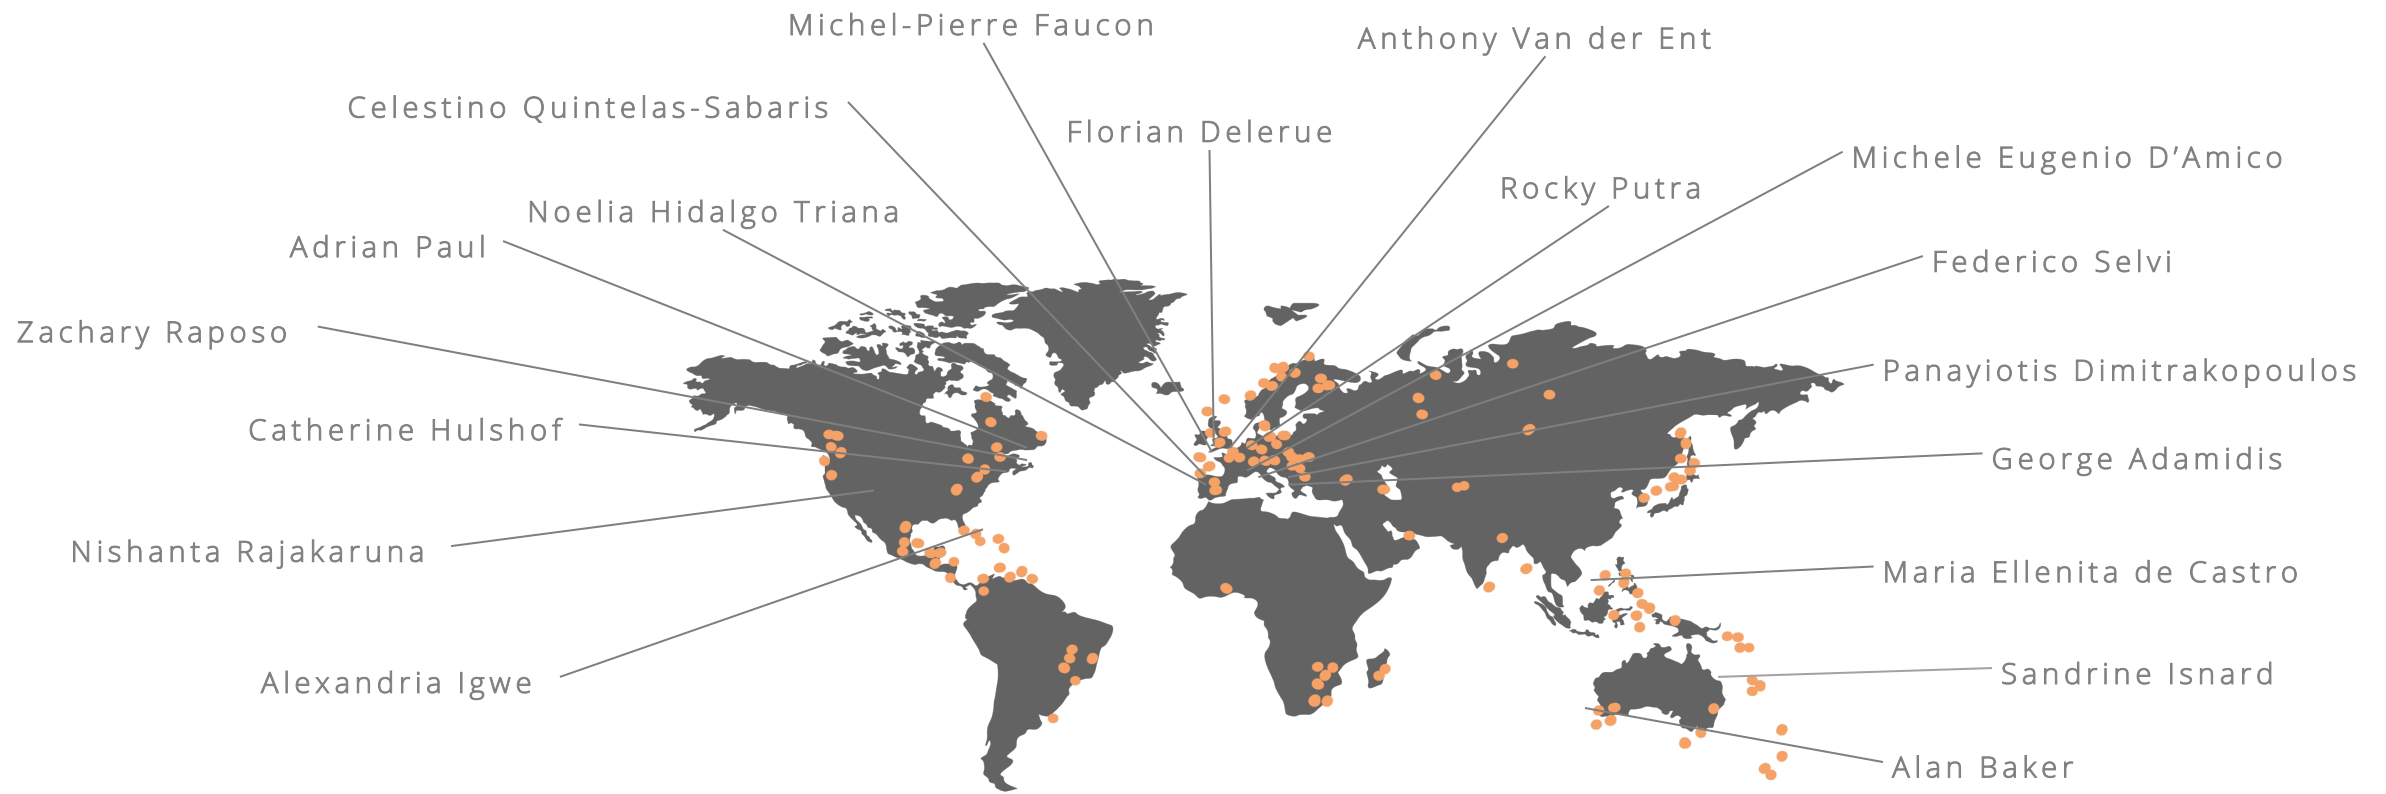 Michel-Pierre Faucon
Anthony Van der Ent
Celestino Quintelas-Sabaris
Florian Delerue
Michele Eugenio D’Amico
Rocky Putra
Noelia Hidalgo Triana
Adrian Paul
Federico Selvi
Zachary Raposo
Panayiotis Dimitrakopoulos
Catherine Hulshof
George Adamidis
Nishanta Rajakaruna
Maria Ellenita de Castro
Sandrine Isnard
Alexandria Igwe
Alan Baker